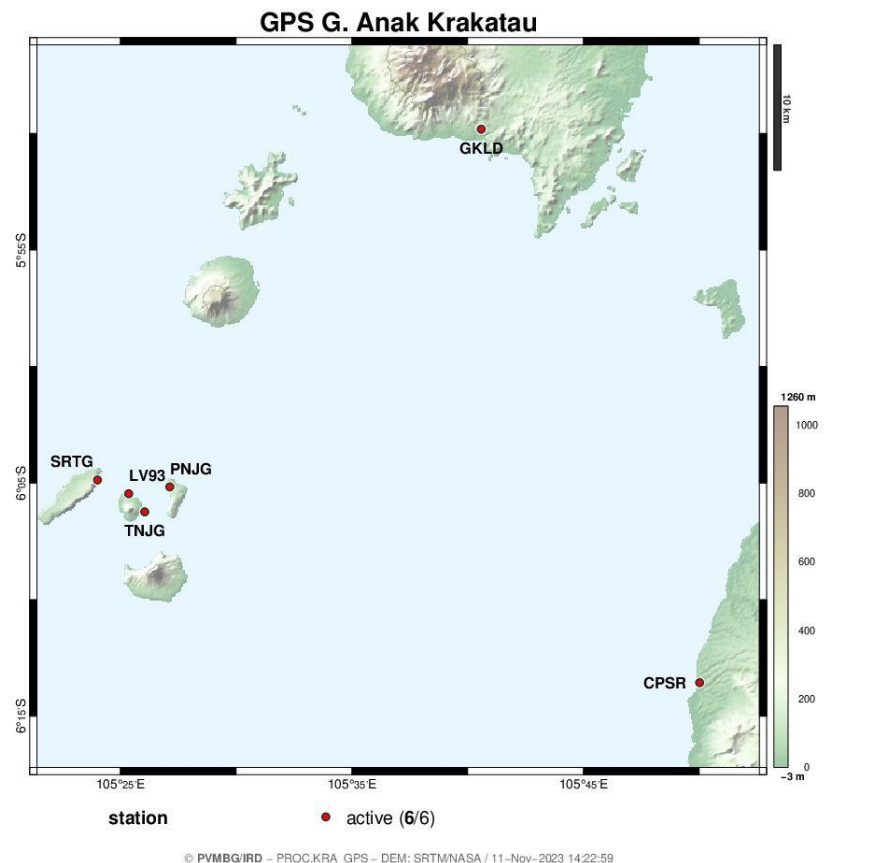 GPS G. Anak Krakatau
10 km
GKLD
5°55'S
1260 m
1000
SRTG
LV93
PNJG
6°05'S
800
TNJG
600
400
CPSR
200
6°15'S
0
−3 m
105°25'E
105°35'E
105°45'E
station
active (6/6)
© PVMBG/IRD − PROC.KRA_GPS − DEM: SRTM/NASA / 11−Nov−2023 14:22:59